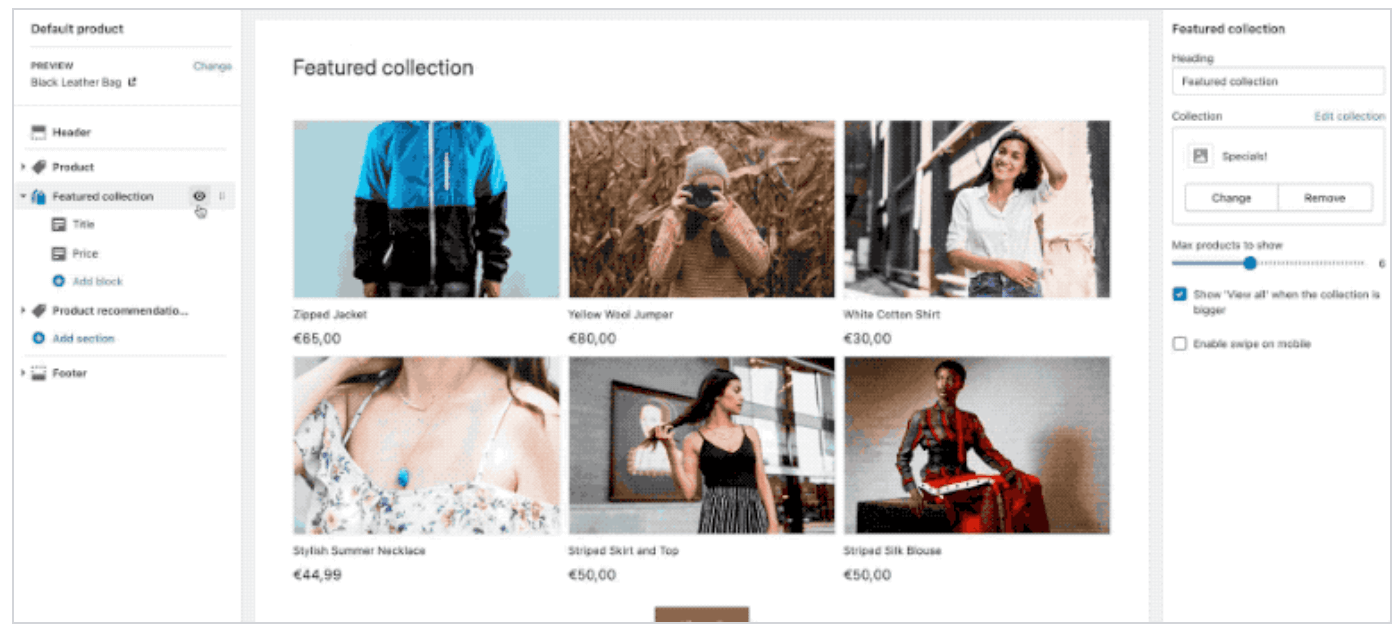 Default product
PREVIEW
Change
Black Leather Bag
Header
Product
Featured collection
Title
Price
Add block
Product recommendatio...
Add section
Footer
Featured collection
Zipped Jacket
€65,00
Yellow Wool Jumper
€80,00
White Cotton Shirt
€30,00
Stylish Summer Necklace
€44,99
Striped Skirt and Top
€50,00
Striped Silk Blouse
€50,00
Featured collection
Heading
Featured collection
Collection
Edit collection
Specials!
Change
Remove
Max products to show
6
Show 'View all' when the collection is
bigger
Enable swipe on mobile